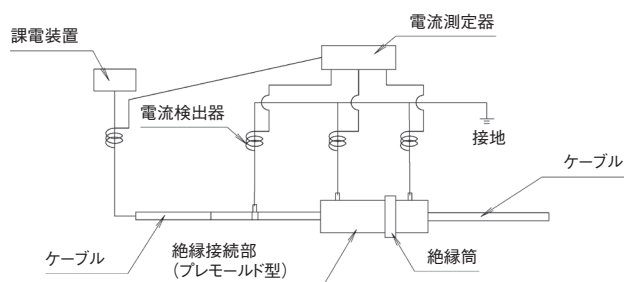 電流測定器
課電装置
電流検出器
接地
ケーブル
ケーブル
絶縁接続部
（プレモールド型）
絶縁筒